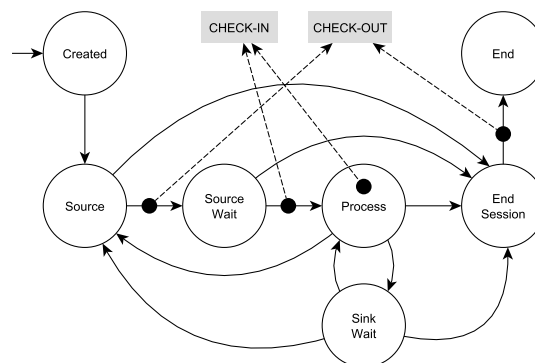 CHECK-IN
CHECK-OUT
Created
End
Source
Source
Wait
Process
End
Session
Sink
Wait